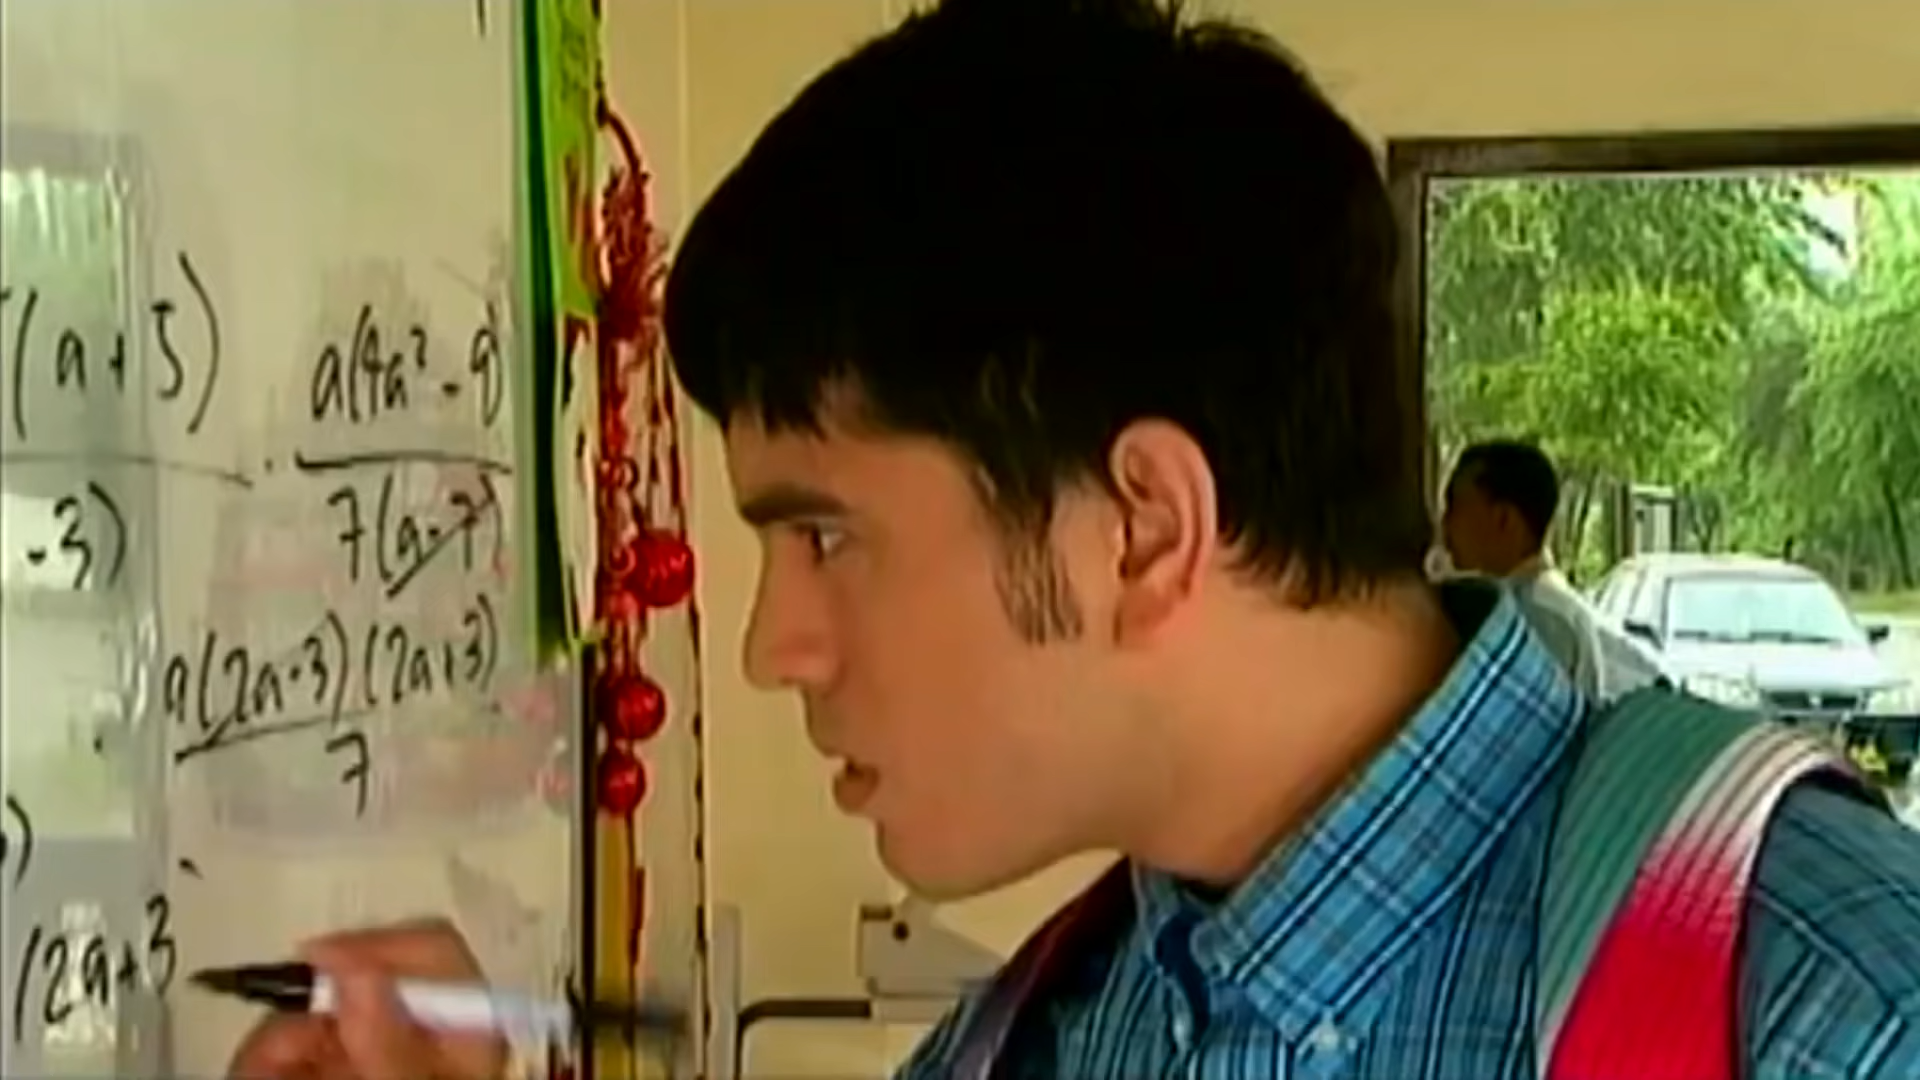 (a+5) · a(4a²-9)
-3) 7(a-7)
a(2a-3)(2a+3)
7
)
(2a+3